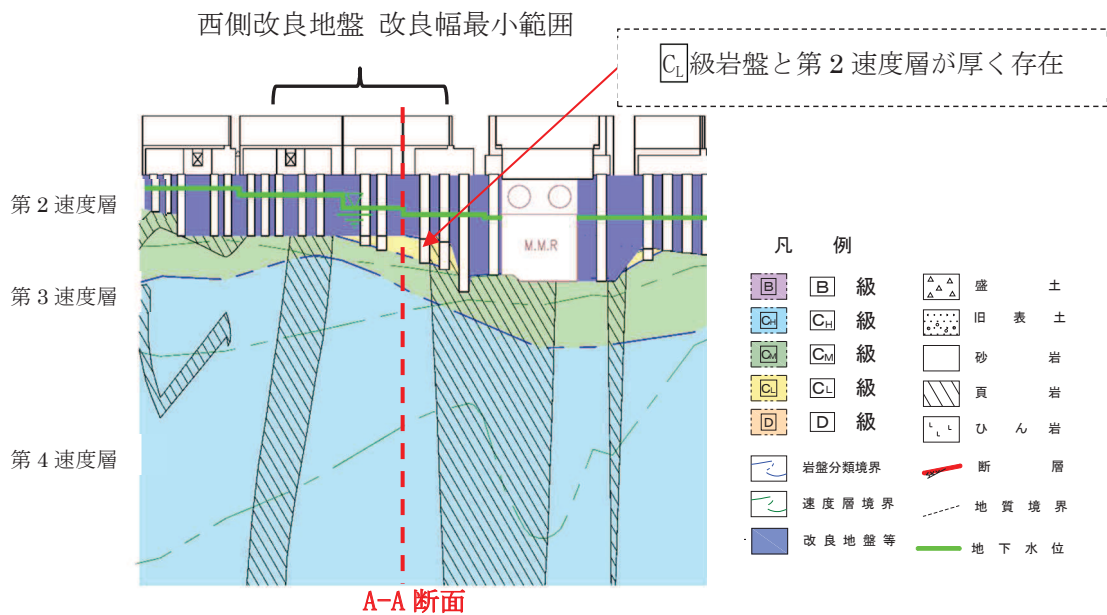 西側改良地盤 改良幅最小範囲
CL級岩盤と第2速度層が厚く存在
第2速度層
第3速度層
第4速度層
M.M.R
A-A 断面
凡 例
B B 級
CH CH 級
CM CM 級
CL CL 級
D D 級
岩盤分類境界
速度層境界
改良地盤等
盛土
旧表土
砂岩
頁岩
ひん岩
断層
地質境界
地下水位